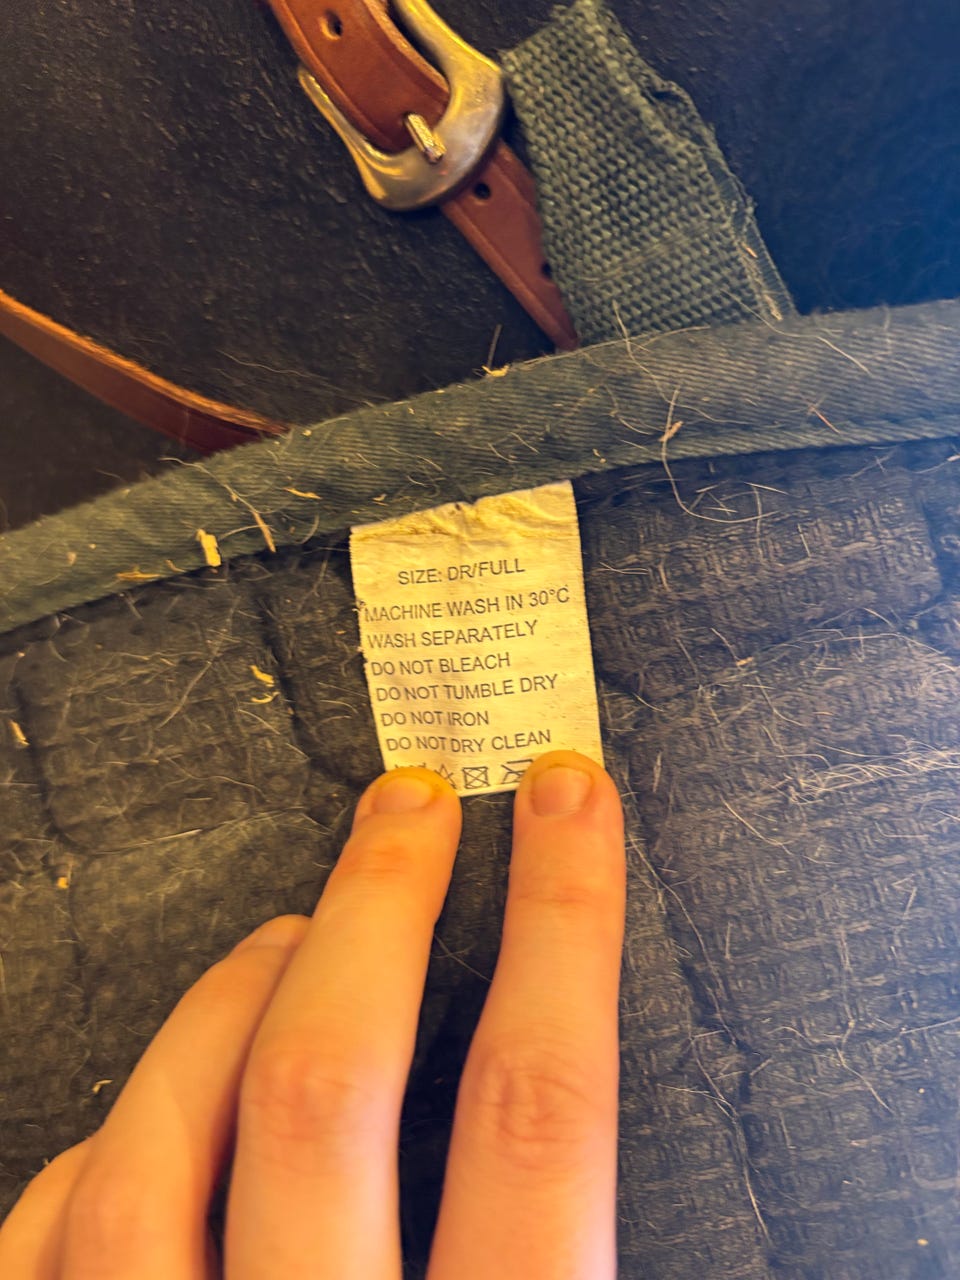 SIZE: DR/FULL
MACHINE WASH IN 30°C
WASH SEPARATELY
DO NOT BLEACH
DO NOT TUMBLE DRY
DO NOT IRON
DO NOT DRY CLEAN